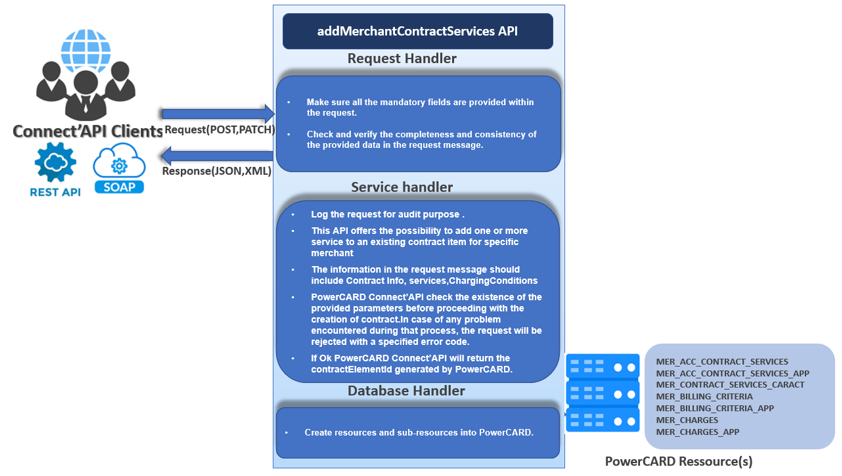 addMerchantContractServices API
Request Handler
• Make sure all the mandatory fields are provided within
the request.
• Check and verify the completeness and consistency of
the provided data in the request message.
Connect'API Clients
Request(POST,PATCH)
Response(JSON,XML)
REST API
SOAP
Service handler
• Log the request for audit purpose .
• This API offers the possibility to add one or more
service to an existing contract item for specific
merchant
• The information in the request message should
include Contract Info, services,ChargingConditions
• PowerCARD Connect'API check the existence of the
provided parameters before proceeding with the
creation of contract.In case of any problem
encountered during that process, the request will be
rejected with a specified error code.
• If Ok PowerCARD Connect'API will return the
contractElementId generated by PowerCARD.
Database Handler
• Create resources and sub-resources into PowerCARD.
MER_ACC_CONTRACT_SERVICES
MER_ACC_CONTRACT_SERVICES_APP
MER_CONTRACT_SERVICES_CARACT
MER_BILLING_CRITERIA
MER_BILLING_CRITERIA_APP
MER_CHARGES
MER_CHARGES_APP
PowerCARD Ressource(s)